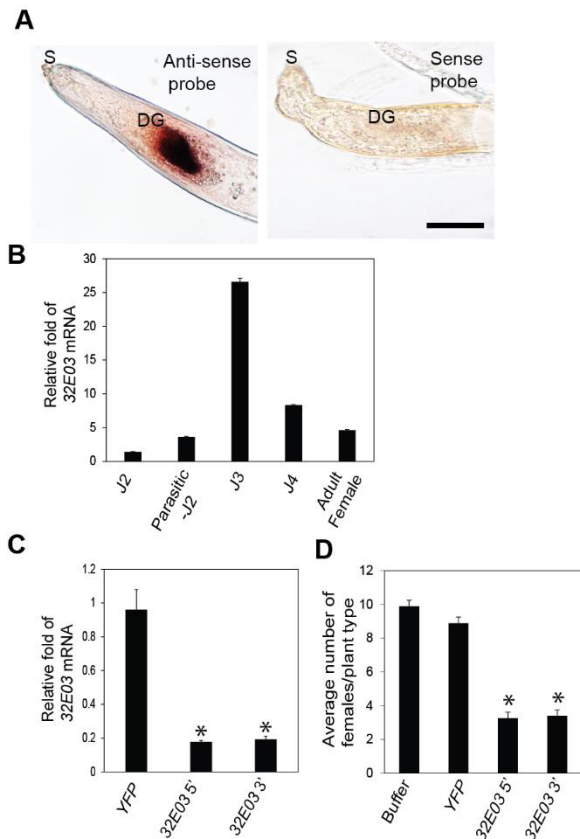 A
S
Anti-sense
probe
DG
S
Sense
probe
DG
B
Relative fold of
32E03 mRNA
30
25
20
15
10
5
0
J2
Parasitic
-J2
J3
J4
Adult
Female
C
Relative fold of
32E03 mRNA
1.2
1
0.8
0.6
0.4
0.2
0
*
*
YFP
32E03 5'
32E03 3'
D
Average number of
females/plant type
12
10
8
6
4
2
0
*
*
Buffer
YFP
32E03 5'
32E03 3'